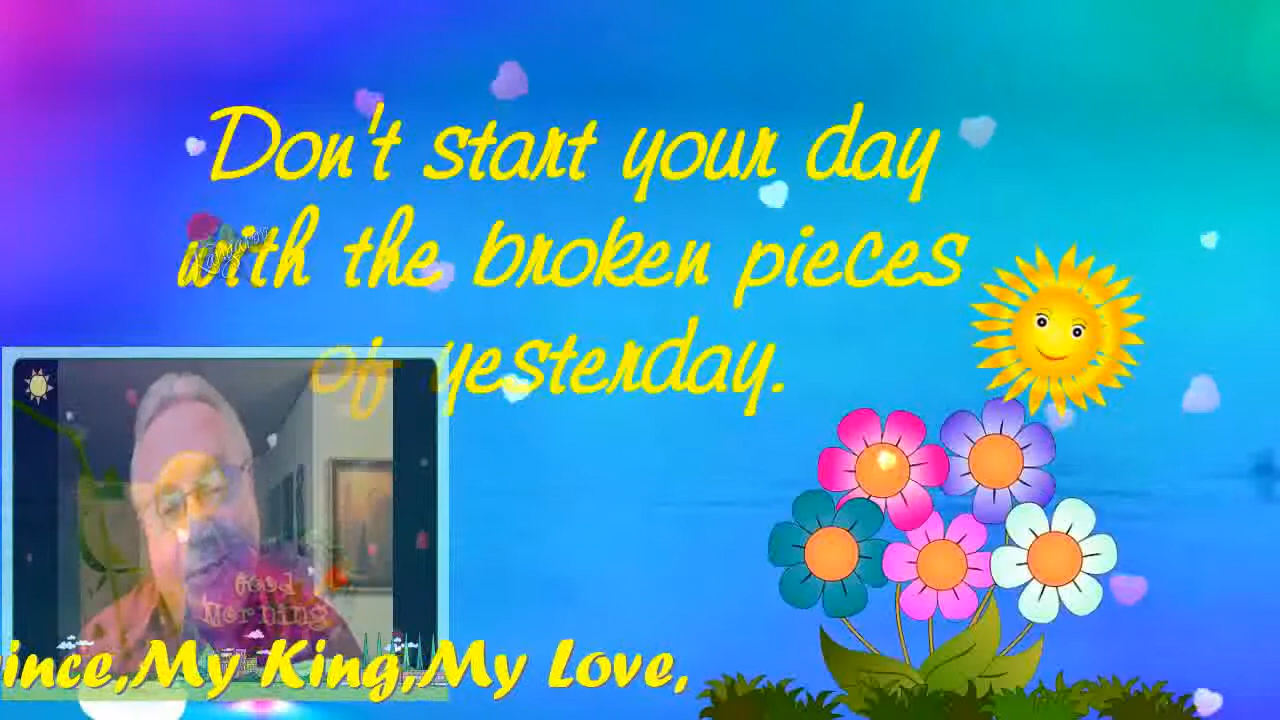 Don't start your day
with the broken pieces
of yesterday.
Good
Morning
ince,My King,My Love,